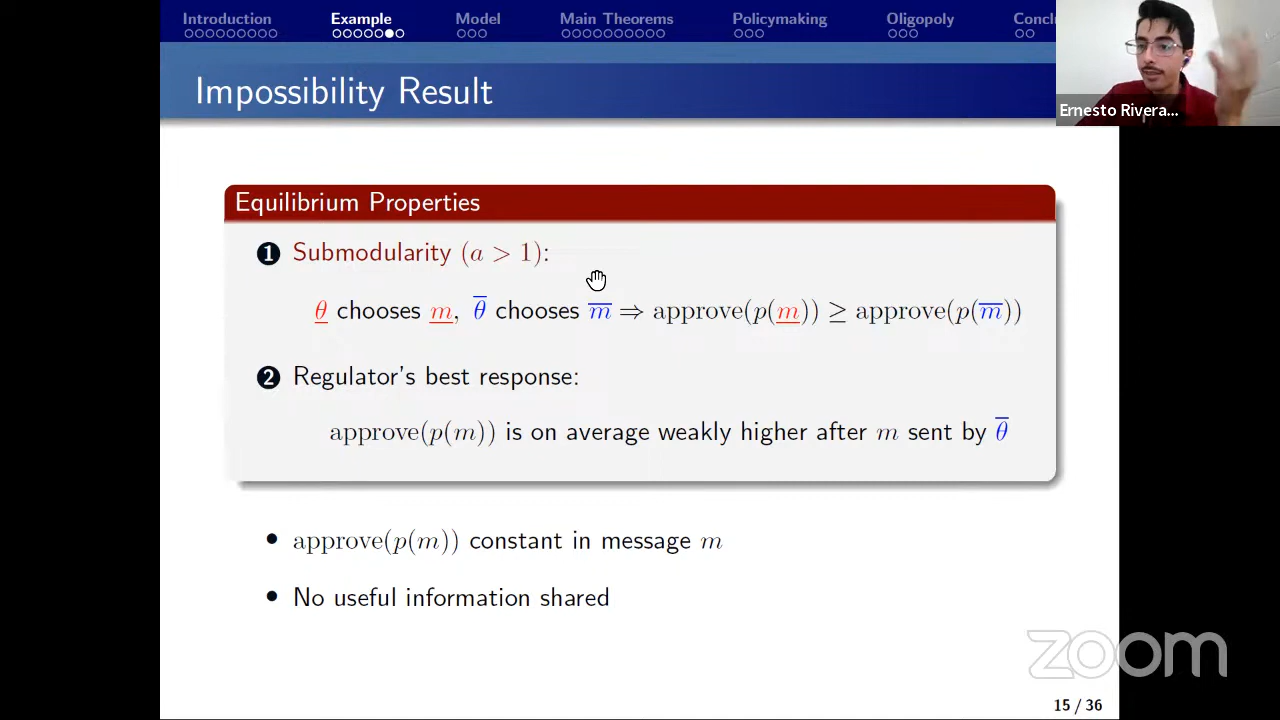 Introduction Example Model Main Theorems Policymaking Oligopoly Conclu
Impossibility Result
Ernesto Rivera...
Equilibrium Properties
1 Submodularity (a > 1):
θ̲ chooses m̲, θ̅ chooses m̅ ⇒ approve(p(m̲)) ≥ approve(p(m̅))
2 Regulator's best response:
approve(p(m)) is on average weakly higher after m sent by θ̅
• approve(p(m)) constant in message m
• No useful information shared
zoom
15 / 36